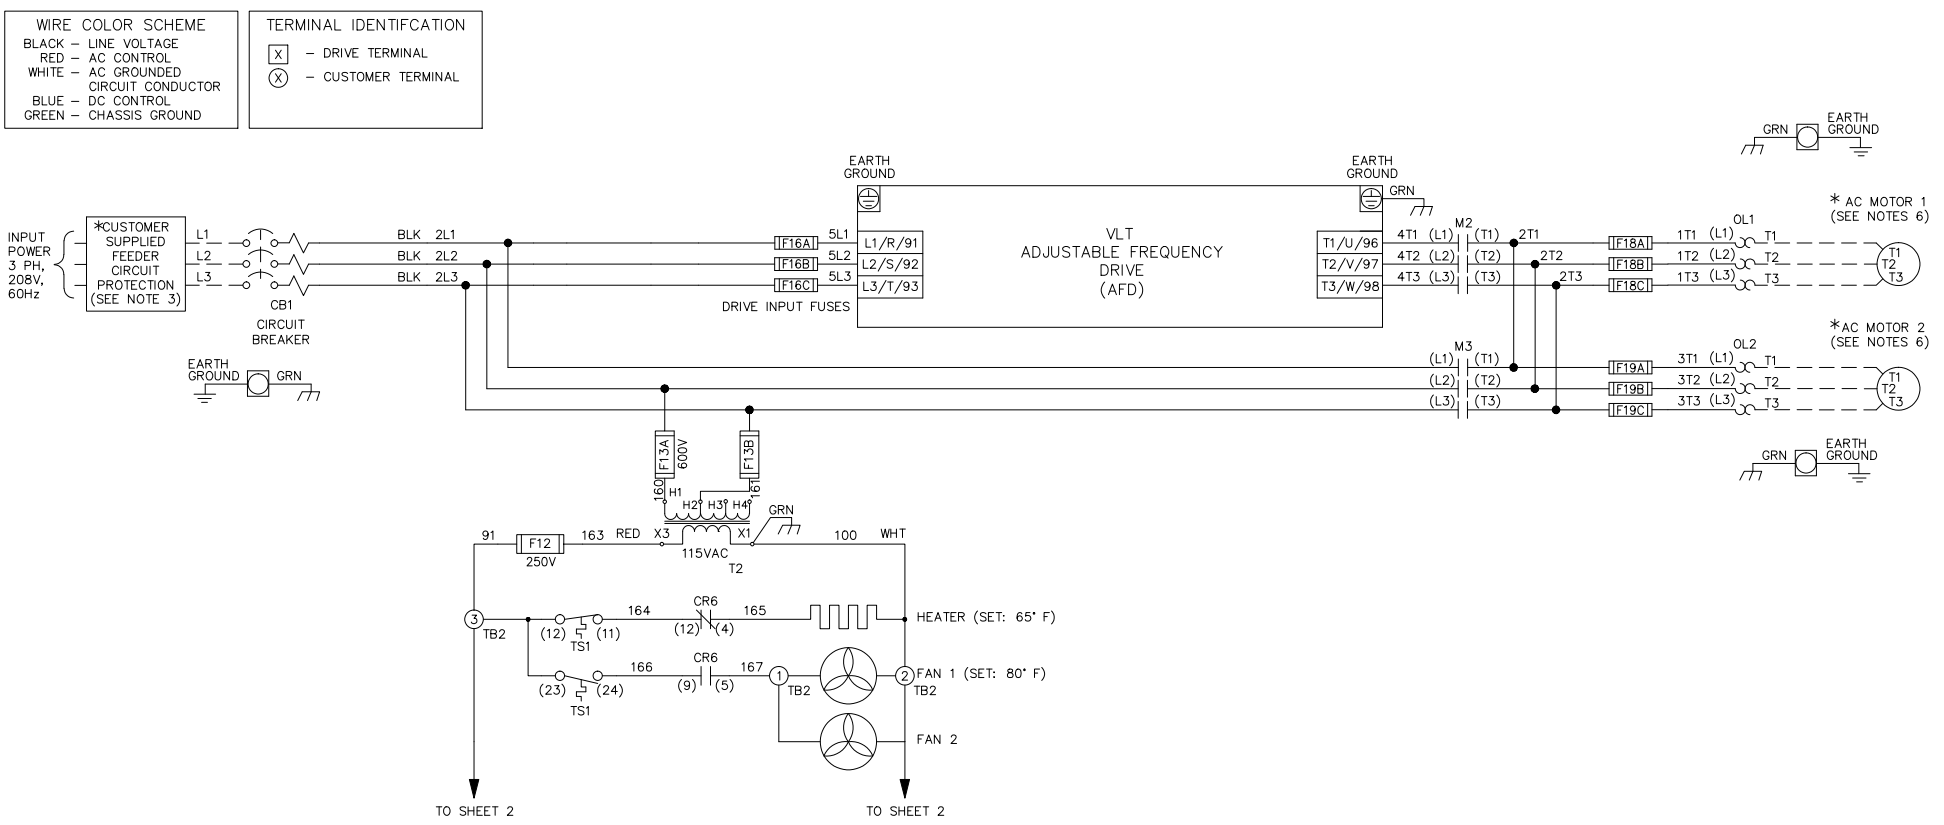 WIRE COLOR SCHEME
BLACK – LINE VOLTAGE
RED – AC CONTROL
WHITE – AC GROUNDED
CIRCUIT CONDUCTOR
BLUE – DC CONTROL
GREEN – CHASSIS GROUND
TERMINAL IDENTIFCATION
X – DRIVE TERMINAL
X – CUSTOMER TERMINAL
INPUT
POWER
3 PH,
208V,
60Hz
*CUSTOMER
SUPPLIED
FEEDER
CIRCUIT
PROTECTION
(SEE NOTE 3)
L1
L2
L3
CB1
CIRCUIT
BREAKER
EARTH
GROUND
GRN
BLK 2L1
BLK 2L2
BLK 2L3
F16A
F16B
F16C
5L1
5L2
5L3
DRIVE INPUT FUSES
EARTH
GROUND
L1/R/91
L2/S/92
L3/T/93
VLT
ADJUSTABLE FREQUENCY
DRIVE
(AFD)
EARTH
GROUND
GRN
T1/U/96
T2/V/97
T3/W/98
4T1 (L1) M2 (T1) 2T1
4T2 (L2) (T2) 2T2
4T3 (L3) (T3) 2T3
F18A
F18B
F18C
OL1
1T1 (L1) T1
1T2 (L2) T2
1T3 (L3) T3
GRN
EARTH
GROUND
* AC MOTOR 1
(SEE NOTES 6)
T1
T2
T3
M3
(L1) (T1)
(L2) (T2)
(L3) (T3)
F19A
F19B
F19C
OL2
3T1 (L1) T1
3T2 (L2) T2
3T3 (L3) T3
*AC MOTOR 2
(SEE NOTES 6)
T1
T2
T3
GRN
EARTH
GROUND
F13A
600V
F13B
160
161
H1
H2 H3 H4
GRN
91
F12
250V
163 RED X3
X1
115VAC
T2
100 WHT
3
TB2
(12) (11)
TS1
164
CR6
(12) (4)
165
HEATER (SET: 65° F)
(23) (24)
TS1
166
CR6
(9) (5)
167
1
TB2
2
TB2
FAN 1 (SET: 80° F)
FAN 2
TO SHEET 2
TO SHEET 2